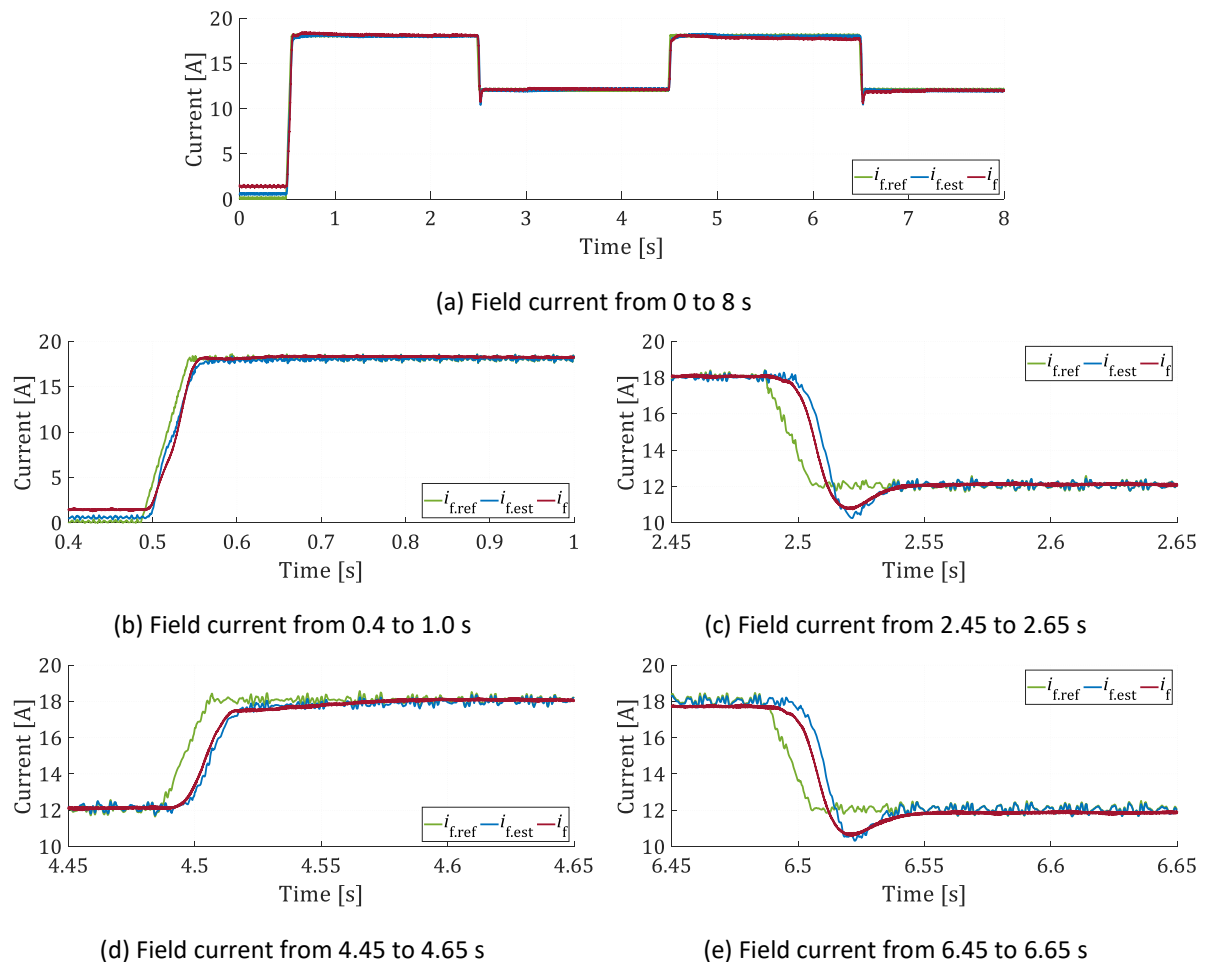 20
15
10
5
0
Current [A]
i_f.ref i_f.est i_f
0 1 2 3 4 5 6 7 8
Time [s]
(a) Field current from 0 to 8 s
20
15
10
5
0
Current [A]
i_f.ref i_f.est i_f
0.4 0.5 0.6 0.7 0.8 0.9 1
Time [s]
(b) Field current from 0.4 to 1.0 s
20
18
16
14
12
10
Current [A]
i_f.ref i_f.est i_f
2.45 2.5 2.55 2.6 2.65
Time [s]
(c) Field current from 2.45 to 2.65 s
20
18
16
14
12
10
Current [A]
i_f.ref i_f.est i_f
4.45 4.5 4.55 4.6 4.65
Time [s]
(d) Field current from 4.45 to 4.65 s
20
18
16
14
12
10
Current [A]
i_f.ref i_f.est i_f
6.45 6.5 6.55 6.6 6.65
Time [s]
(e) Field current from 6.45 to 6.65 s